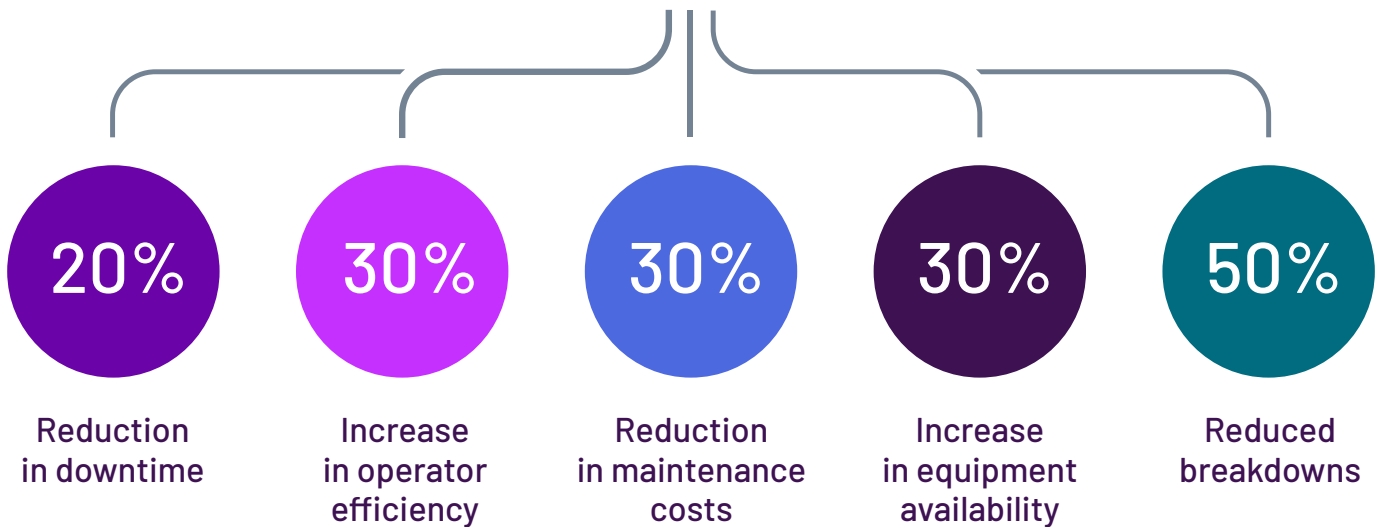 20%
Reduction
in downtime
30%
Increase
in operator
efficiency
30%
Reduction
in maintenance
costs
30%
Increase
in equipment
availability
50%
Reduced
breakdowns